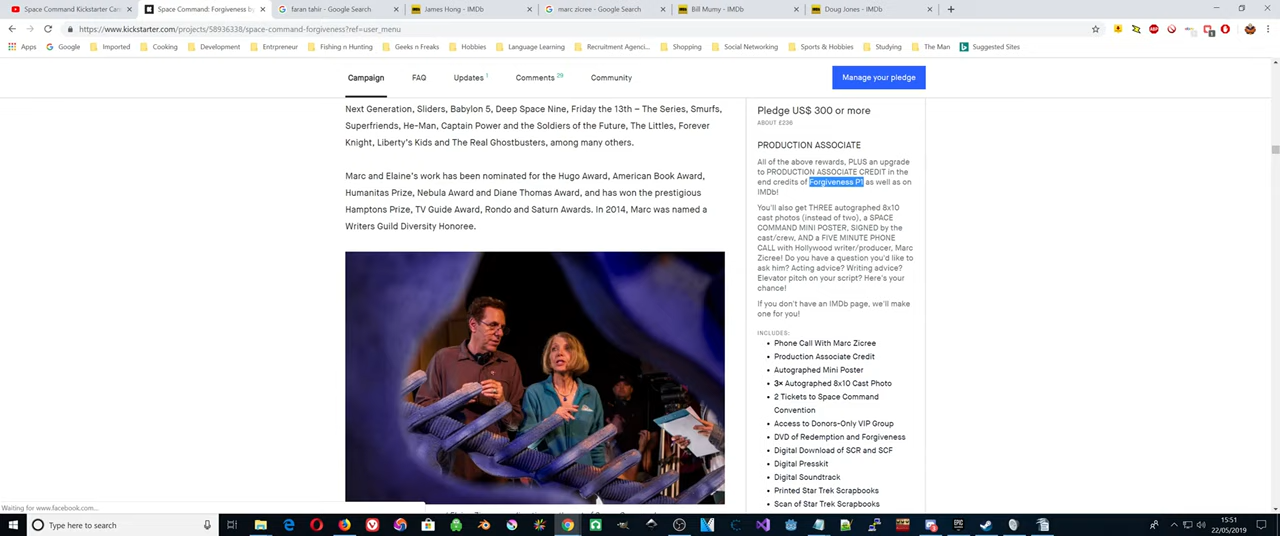 Space Command Kickstarter Cam
Space Command: Forgiveness by
faran tahir - Google Search
James Hong - IMDb
marc zicree - Google Search
Bill Mumy - IMDb
Doug Jones - IMDb
https://www.kickstarter.com/projects/58936338/space-command-forgiveness?ref=user_menu
Apps
Google
Imported
Cooking
Development
Entrpreneur
Fishing n Hunting
Geeks n Freaks
Hobbies
Language Learning
Recruitment Agenci...
Shopping
Social Networking
Sports & Hobbies
Studying
The Man
Suggested Sites
Campaign
FAQ
Updates 1
Comments 29
Community
Manage your pledge
Next Generation, Sliders, Babylon 5, Deep Space Nine, Friday the 13th – The Series, Smurfs,
Superfriends, He-Man, Captain Power and the Soldiers of the Future, The Littles, Forever
Knight, Liberty's Kids and The Real Ghostbusters, among many others.
Marc and Elaine's work has been nominated for the Hugo Award, American Book Award,
Humanitas Prize, Nebula Award and Diane Thomas Award, and has won the prestigious
Hamptons Prize, TV Guide Award, Rondo and Saturn Awards. In 2014, Marc was named a
Writers Guild Diversity Honoree.
Pledge US$ 300 or more
ABOUT £236
PRODUCTION ASSOCIATE
All of the above rewards, PLUS an upgrade
to PRODUCTION ASSOCIATE CREDIT in the
end credits of Forgiveness P1 as well as on
IMDb!
You'll also get THREE autographed 8x10
cast photos (instead of two), a SPACE
COMMAND MINI POSTER, SIGNED by the
cast/crew, AND a FIVE MINUTE PHONE
CALL with Hollywood writer/producer, Marc
Zicree! Do you have a question you'd like to
ask him? Acting advice? Writing advice?
Elevator pitch on your script? Here's your
chance!
If you don't have an IMDb page, we'll make
one for you!
INCLUDES:
Phone Call With Marc Zicree
Production Associate Credit
Autographed Mini Poster
3× Autographed 8x10 Cast Photo
2 Tickets to Space Command
Convention
Access to Donors-Only VIP Group
DVD of Redemption and Forgiveness
Digital Download of SCR and SCF
Digital Presskit
Digital Soundtrack
Printed Star Trek Scrapbooks
Scan of Star Trek Scrapbooks
Waiting for www.facebook.com...
Type here to search
15:51
22/05/2019